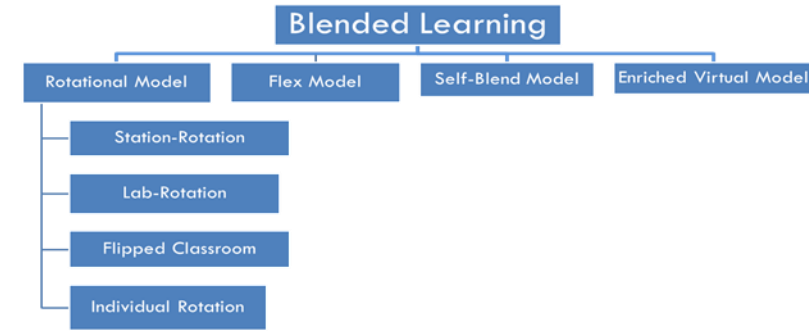 Blended Learning
Rotational Model
Flex Model
Self-Blend Model
Enriched Virtual Model
Station-Rotation
Lab-Rotation
Flipped Classroom
Individual Rotation